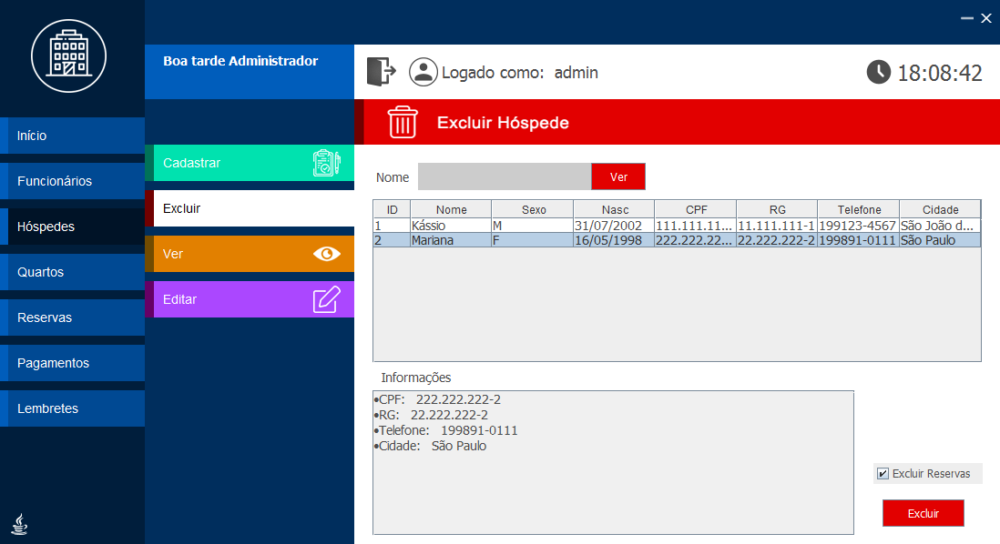 Boa tarde Administrador
Logado como: admin
18:08:42
Início
Funcionários
Hóspedes
Quartos
Reservas
Pagamentos
Lembretes
Cadastrar
Excluir
Ver
Editar
Excluir Hóspede
Nome Ver
ID Nome Sexo Nasc CPF RG Telefone Cidade
1 Kássio M 31/07/2002 111.111.11... 11.111.111-1 199123-4567 São João d...
2 Mariana F 16/05/1998 222.222.22... 22.222.222-2 199891-0111 São Paulo
Informações
•CPF: 222.222.222-2
•RG: 22.222.222-2
•Telefone: 199891-0111
•Cidade: São Paulo
Excluir Reservas
Excluir